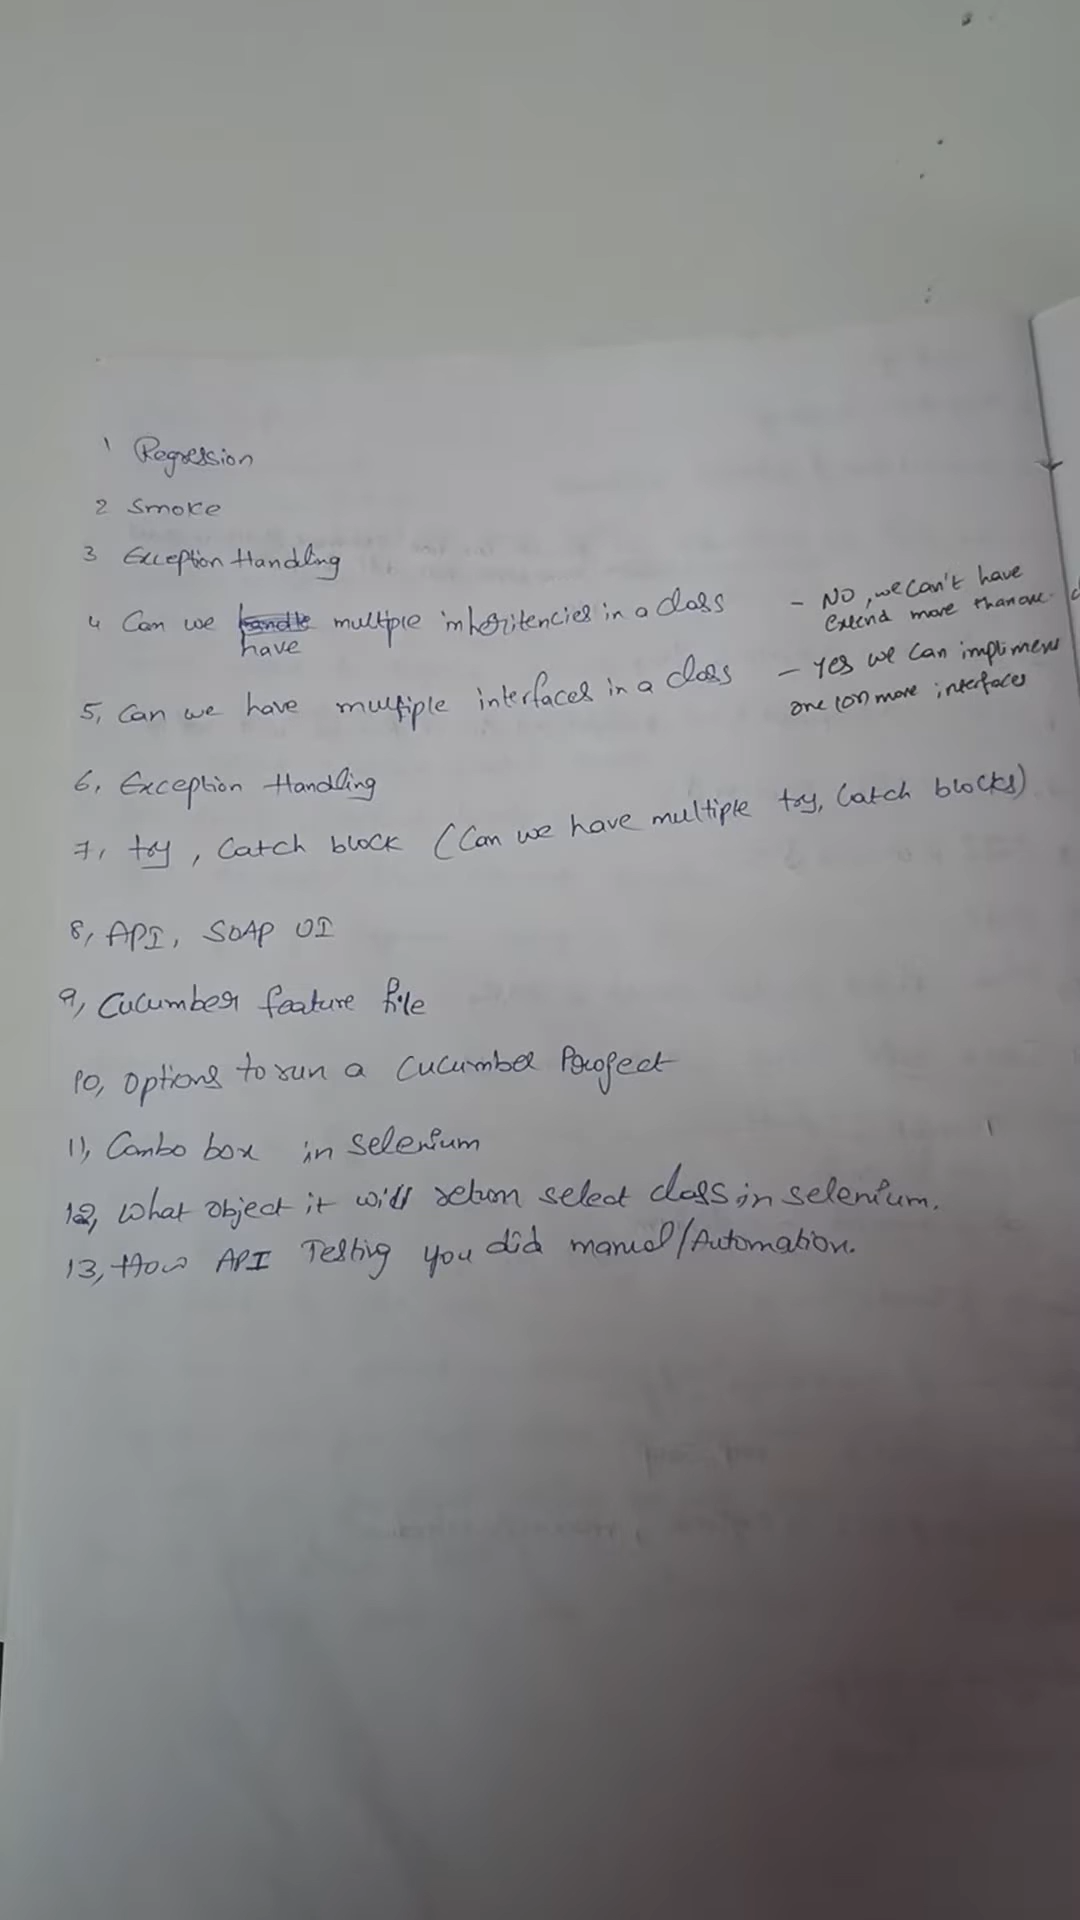 1 Regression
2 Smoke
3 Exception Handling
4 Can we handle multiple inheritencies in a class - No, we can't have
have extend more than one
5, Can we have multiple interfaces in a class - Yes we can implimens
one (or) more interfaces
6, Exception Handling
7, try, Catch block (Can we have multiple try, Catch blocks)
8, API, SOAP UI
9, Cucumber feature file
10, Options to run a Cucumber Project
11, Combo box in Selenium
12, What object it will return select class in selenium.
13, How API Testing you did manual/Automation.